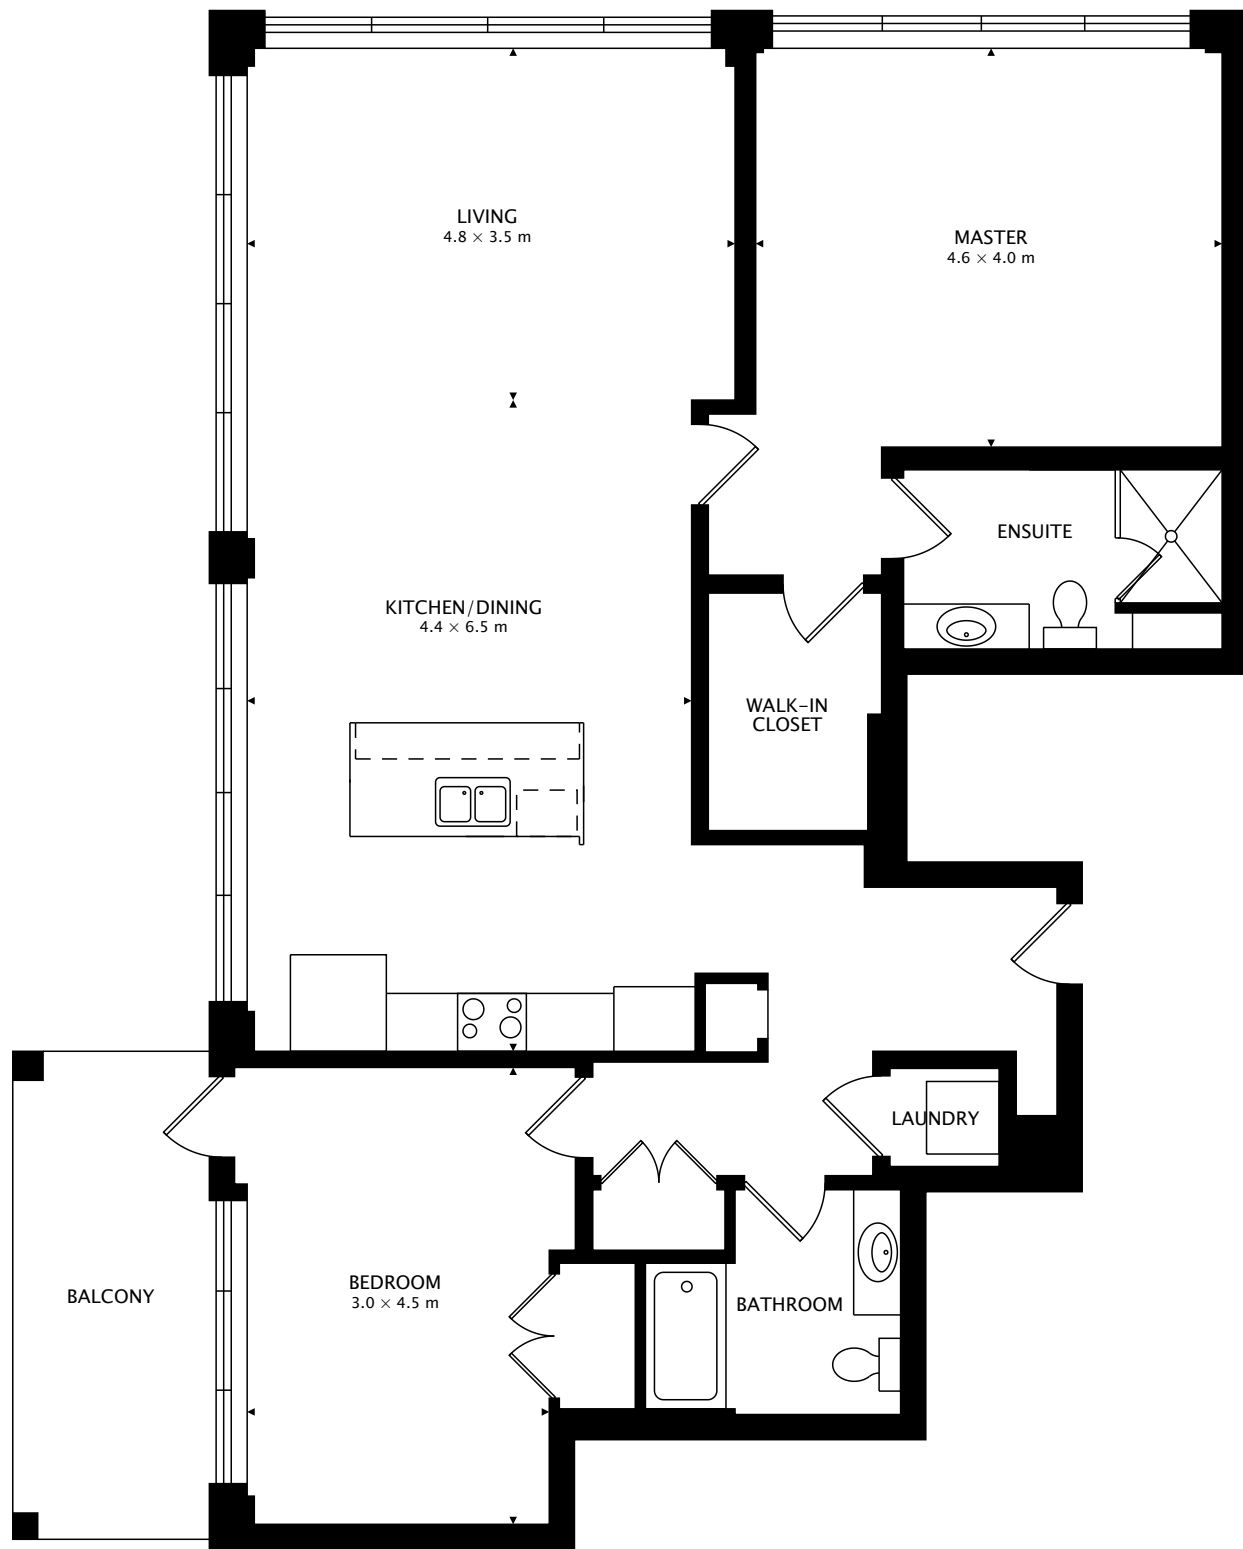 LIVING
4.8 × 3.5 m
MASTER
4.6 × 4.0 m
ENSUITE
KITCHEN/DINING
4.4 × 6.5 m
WALK-IN
CLOSET
LAUNDRY
BEDROOM
3.0 × 4.5 m
BALCONY
BATHROOM